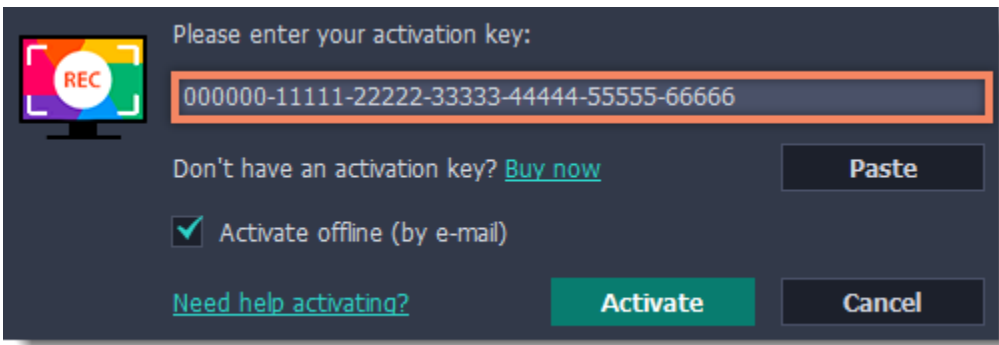 Please enter your activation key:
REC
000000-11111-22222-33333-44444-55555-66666
Don't have an activation key? Buy now
Paste
Activate offline (by e-mail)
Need help activating?
Activate
Cancel